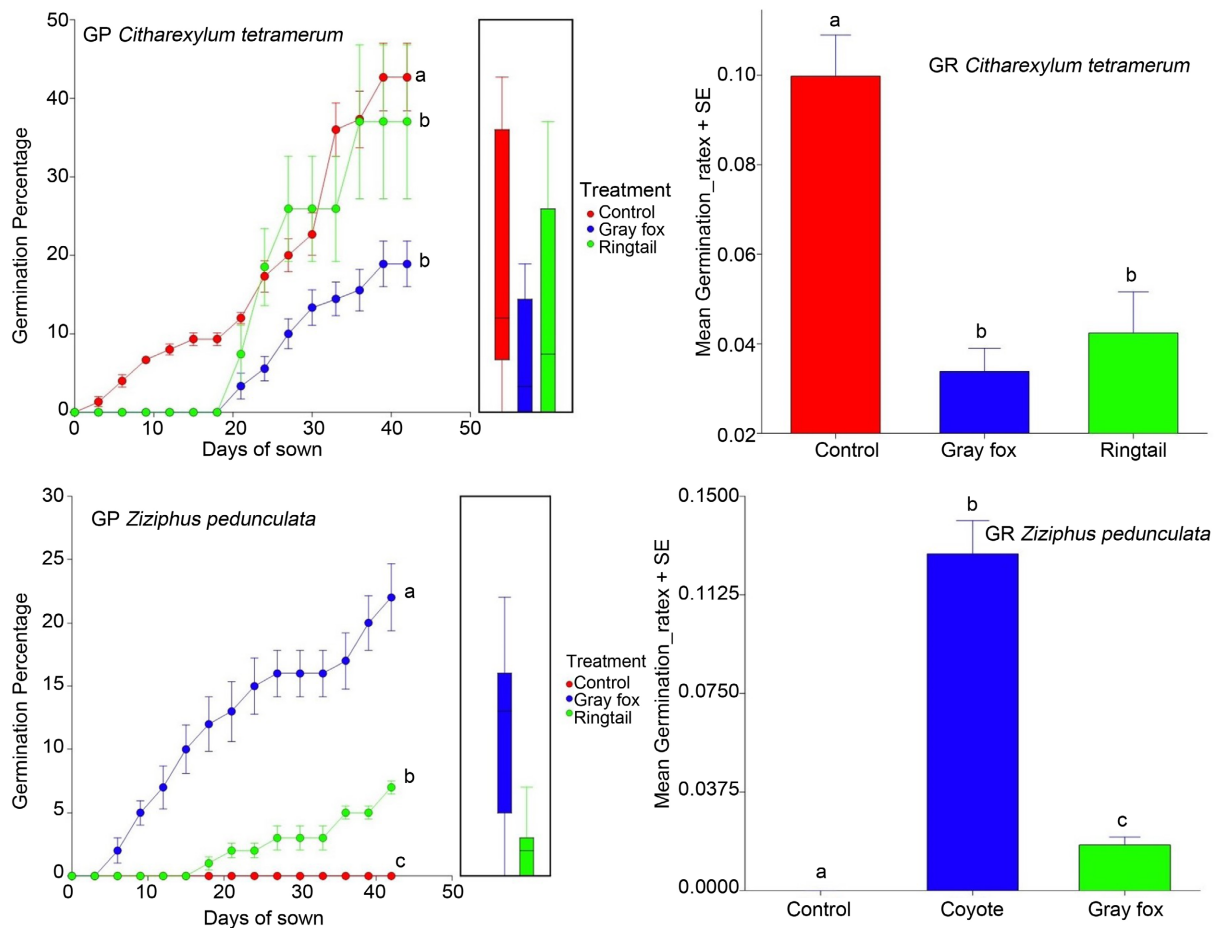 GP Citharexylum tetramerum
Germination Percentage
50
40
30
20
10
0
0
10
20
30
40
50
Days of sown
a
b
b
Treatment
Control
Gray fox
Ringtail
GR Citharexylum tetramerum
Mean Germination_ratex + SE
0.10
0.08
0.06
0.04
0.02
a
b
b
Control
Gray fox
Ringtail
GP Ziziphus pedunculata
Germination Percentage
30
25
20
15
10
5
0
0
10
20
30
40
50
Days of sown
a
b
c
Treatment
Control
Gray fox
Ringtail
GR Ziziphus pedunculata
Mean Germination_ratex + SE
0.1500
0.1125
0.0750
0.0375
0.0000
a
b
c
Control
Coyote
Gray fox